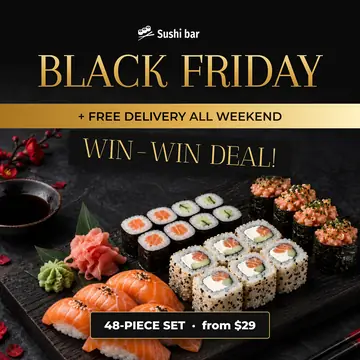 Sushi bar
BLACK FRIDAY
+ FREE DELIVERY ALL WEEKEND
WIN-WIN DEAL!
48-PIECE SET • from $29